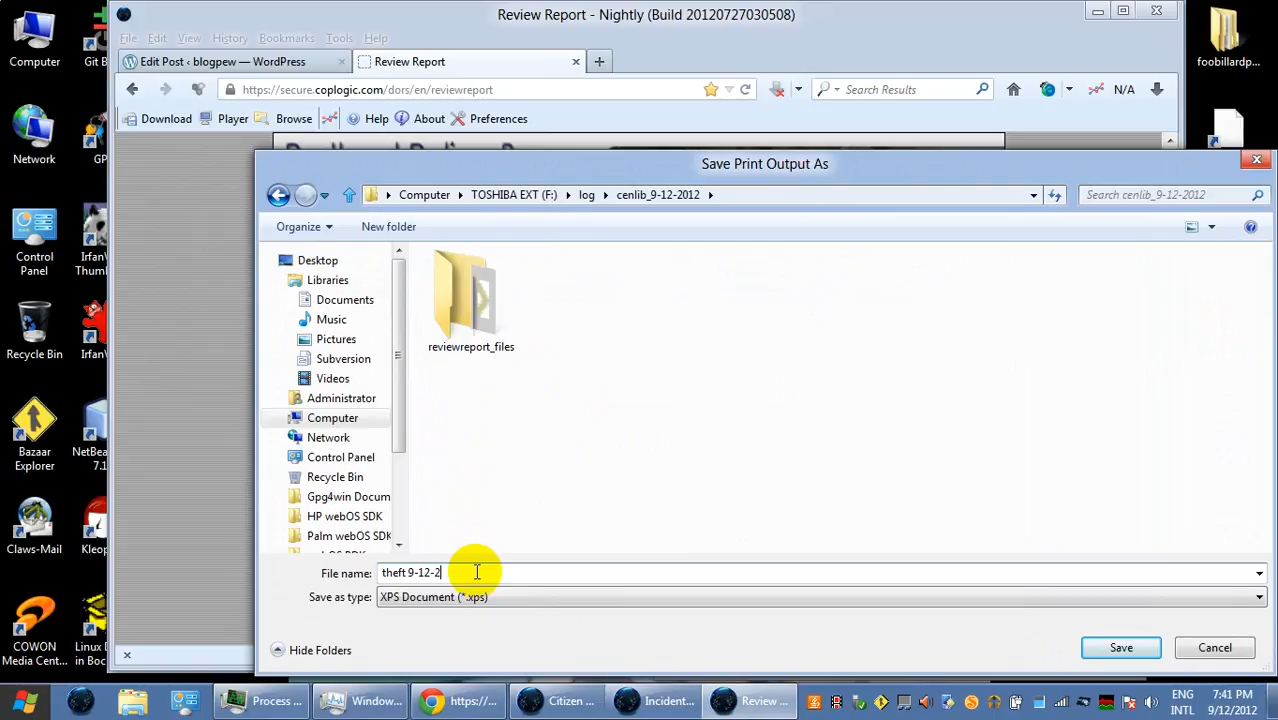 Review Report - Nightly (Build 20120727030508)
File Edit View History Bookmarks Tools Help
Edit Post ‹ blogpew — WordPress × Review Report × +
https://secure.coplogic.com/dors/en/reviewreport Search Results N/A
Download Player Browse Help About Preferences
Save Print Output As
Computer TOSHIBA EXT (F:) log cenlib_9-12-2012 Search cenlib_9-12-2012
Organize New folder
Desktop
Libraries
Documents
Music
Pictures
Subversion
Videos
Administrator
Computer
Network
Control Panel
Recycle Bin
Gpg4win Docum
HP webOS SDK
Palm webOS SDK
reviewreport_files
File name: theft 9-12-2
Save as type: XPS Document (*.xps)
Hide Folders Save Cancel
Computer
Network
Control
Panel
Recycle Bin
Bazaar
Explorer
Claws-Mail
COWON
Media Cent...
Git B
GP
IrfanV
Thumb
IrfanV
NetBea
7.1
Kleop
Linux D
in Boc
foobillardp...
Process ... Window... https://... Citizen ... Incident... Review ...
ENG
INTL
7:41 PM
9/12/2012